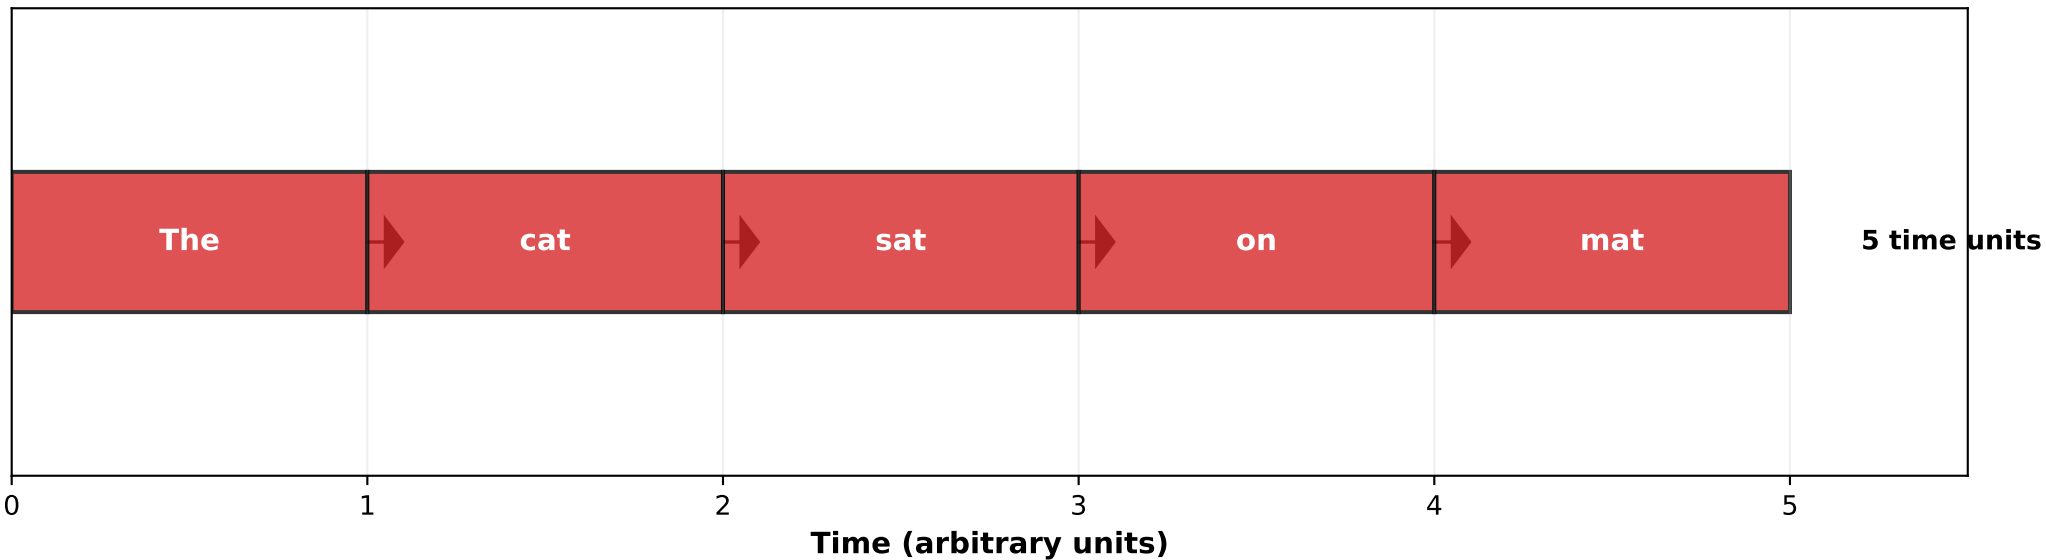 The cat sat on mat 5 time units
0 1 2 3 4 5
Time (arbitrary units)